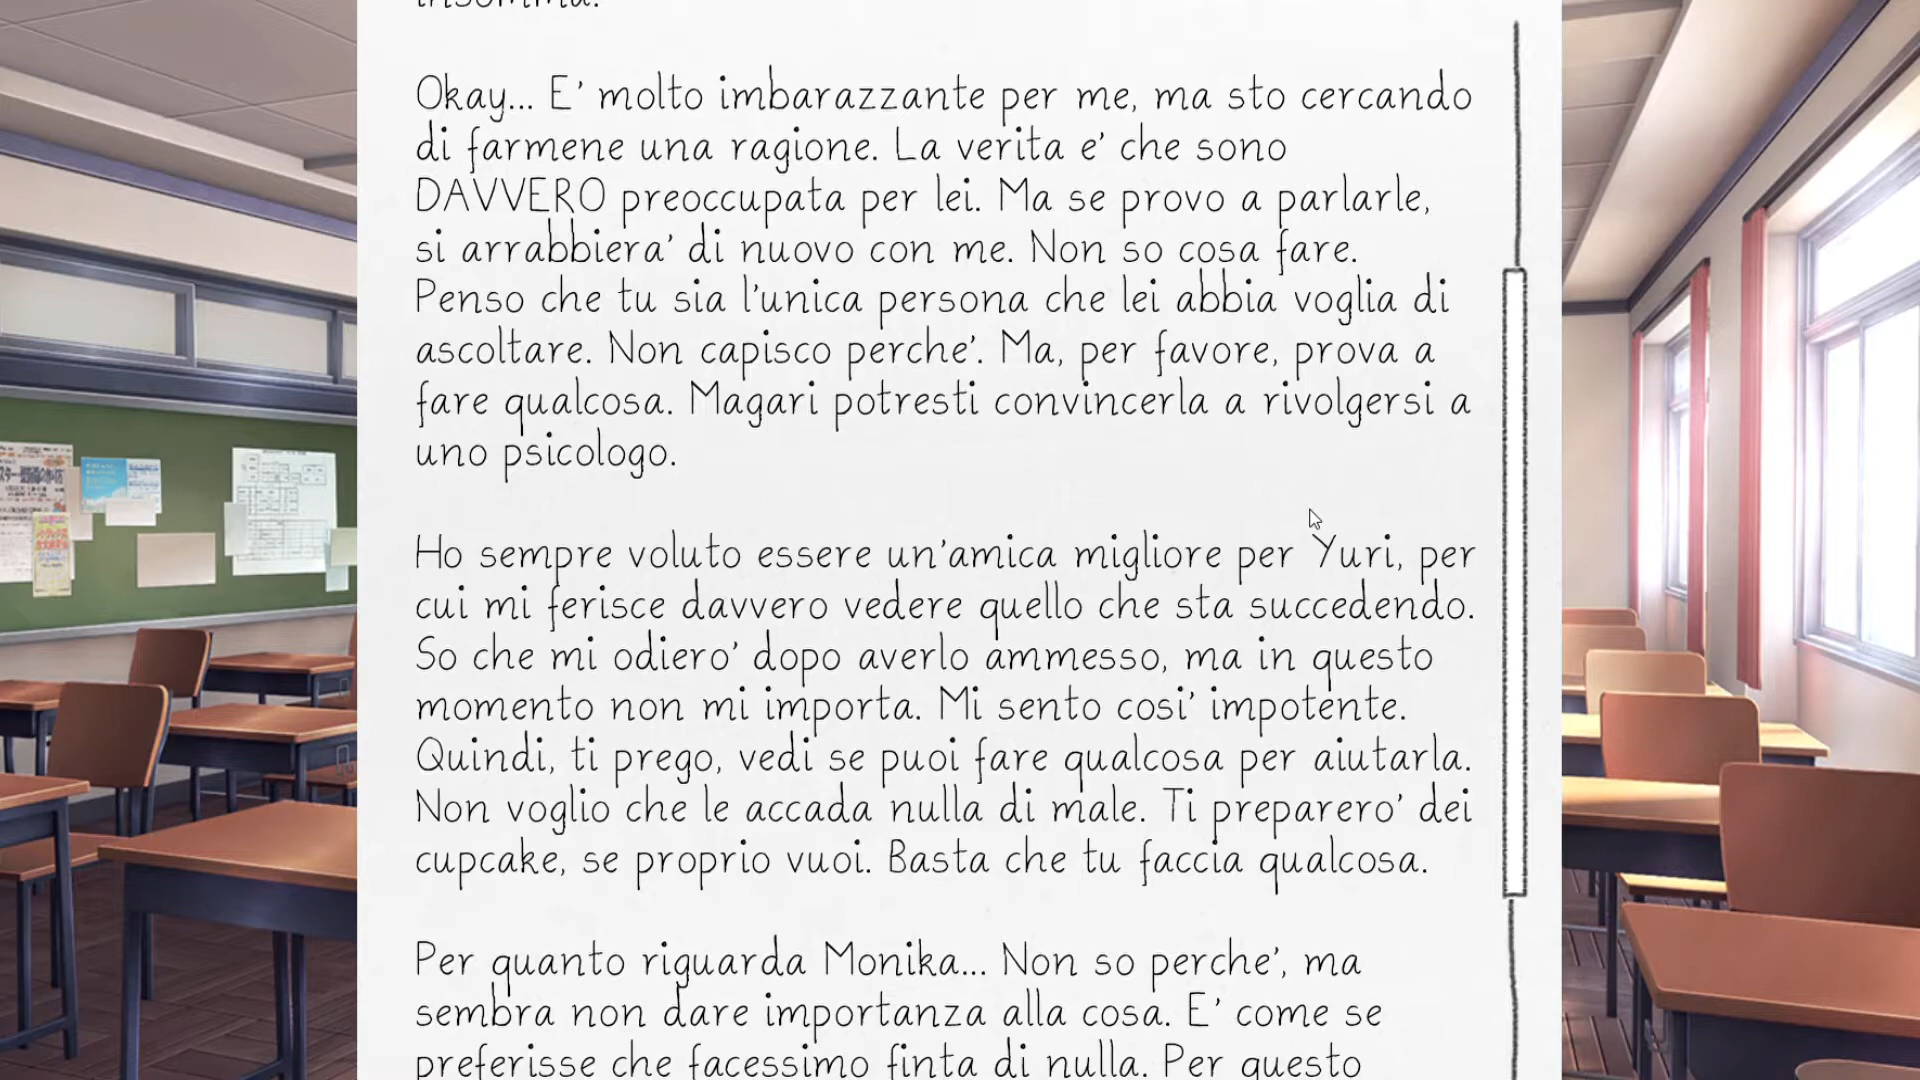 insomma.
Okay... E' molto imbarazzante per me, ma sto cercando
di farmene una ragione. La verita e' che sono
DAVVERO preoccupata per lei. Ma se provo a parlarle,
si arrabbiera' di nuovo con me. Non so cosa fare.
Penso che tu sia l'unica persona che lei abbia voglia di
ascoltare. Non capisco perche'. Ma, per favore, prova a
fare qualcosa. Magari potresti convincerla a rivolgersi a
uno psicologo.
Ho sempre voluto essere un'amica migliore per Yuri, per
cui mi ferisce davvero vedere quello che sta succedendo.
So che mi odiero' dopo averlo ammesso, ma in questo
momento non mi importa. Mi sento cosi' impotente.
Quindi, ti prego, vedi se puoi fare qualcosa per aiutarla.
Non voglio che le accada nulla di male. Ti preparero' dei
cupcake, se proprio vuoi. Basta che tu faccia qualcosa.
Per quanto riguarda Monika... Non so perche', ma
sembra non dare importanza alla cosa. E' come se
preferisse che facessimo finta di nulla. Per questo